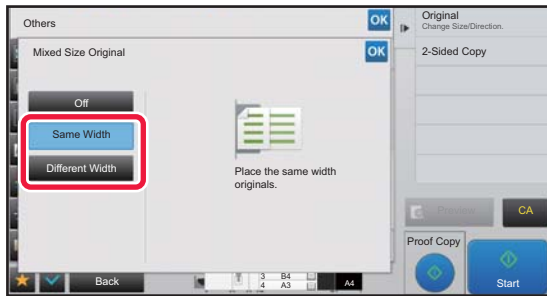 Others
OK
Original
Change Size/Direction.
Mixed Size Original
OK
2-Sided Copy
Off
Same Width
Different Width
Place the same width
originals.
Preview
CA
Proof Copy
Start
Back
3 B4
4 A3
A4